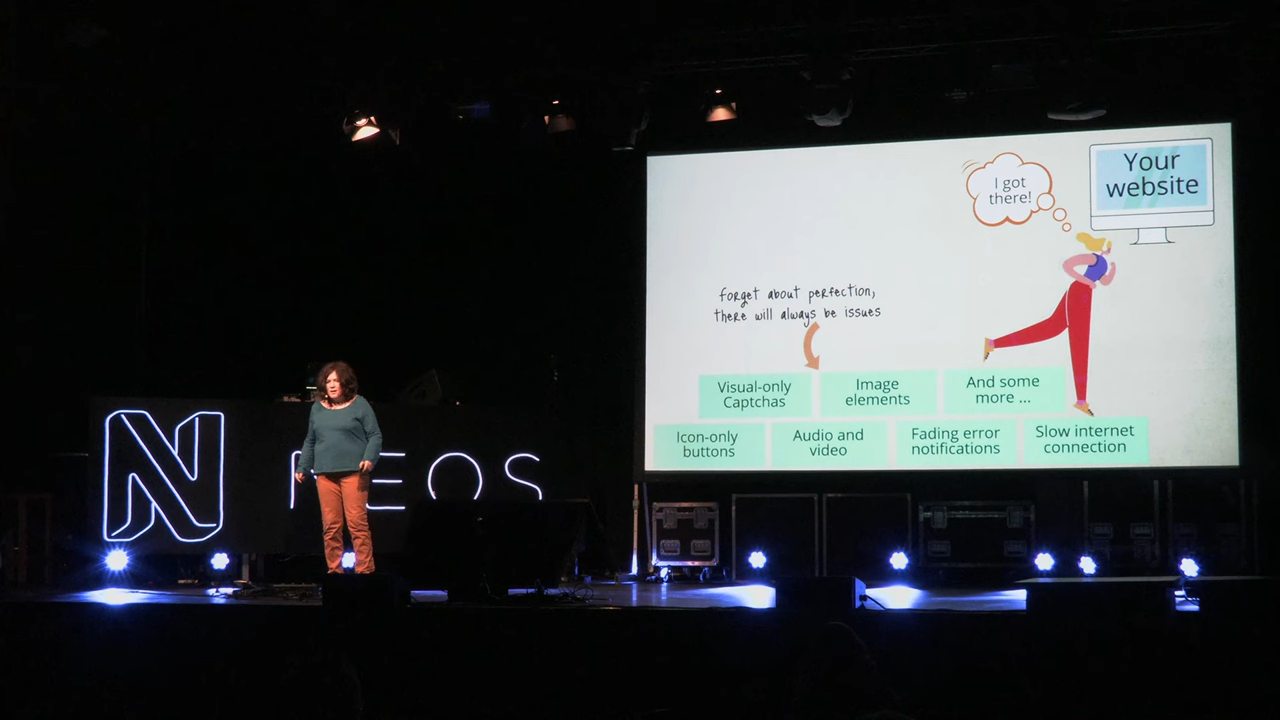 Your
website
I got
there!
forget about perfection,
there will always be issues
Visual-only
Captchas
Image
elements
And some
more ...
Icon-only
buttons
Audio and
video
Fading error
notifications
Slow internet
connection
N NEOS